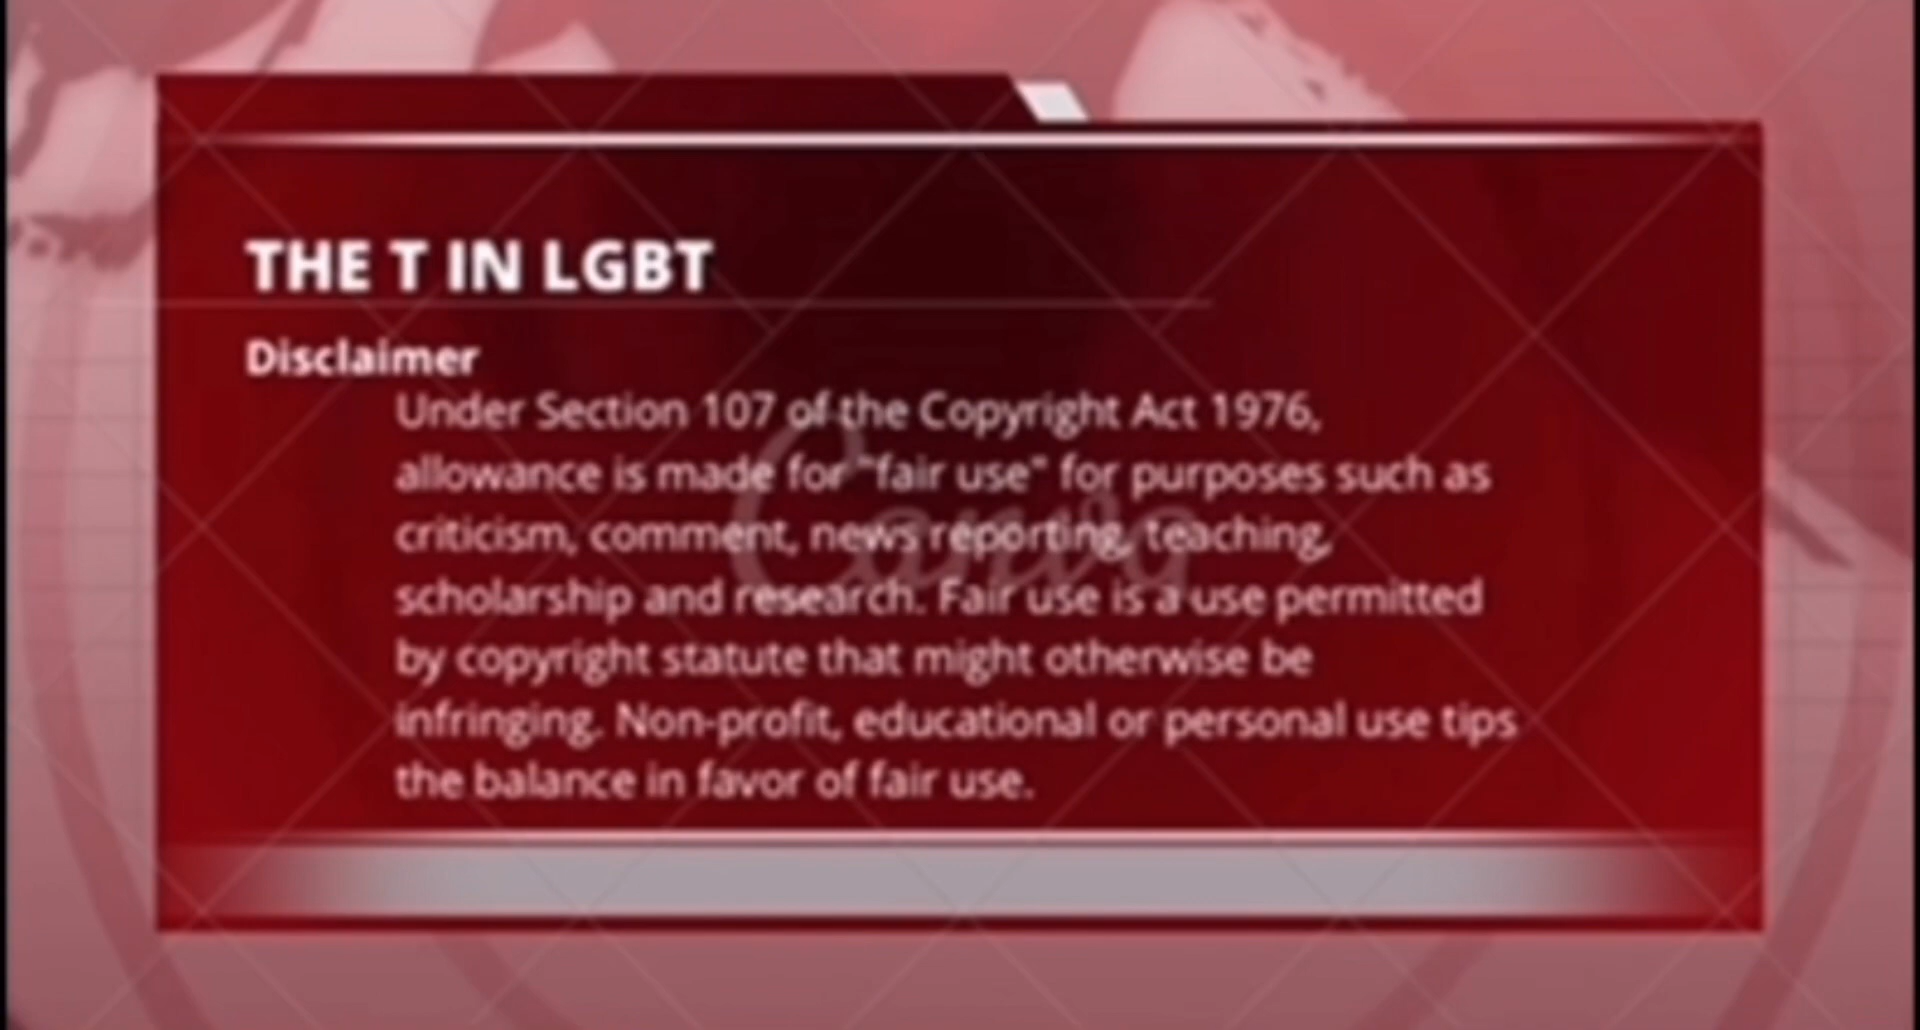 THE T IN LGBT
Disclaimer
Under Section 107 of the Copyright Act 1976,
allowance is made for "fair use" for purposes such as
criticism, comment, news reporting, teaching,
scholarship and research. Fair use is a use permitted
by copyright statute that might otherwise be
infringing. Non-profit, educational or personal use tips
the balance in favor of fair use.
Canva